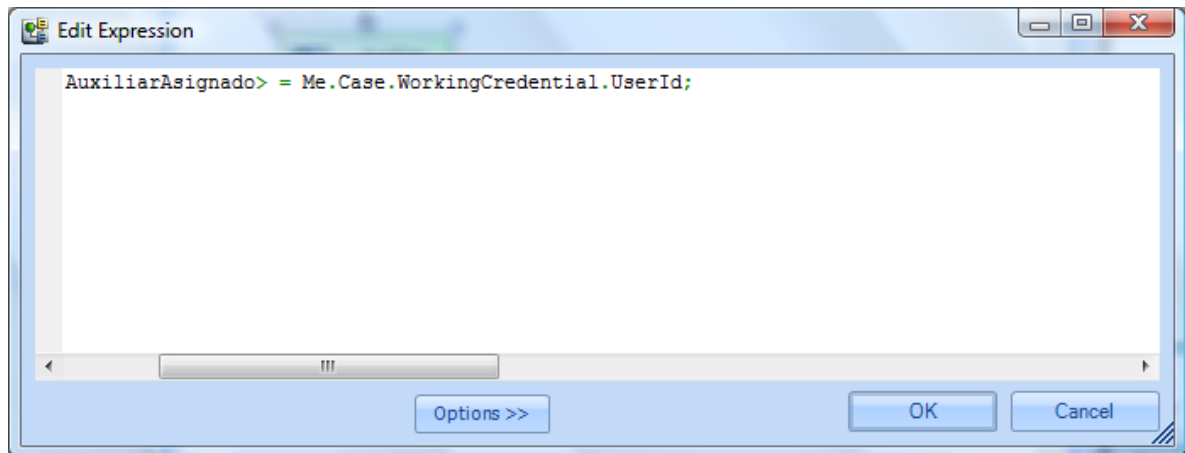 Edit Expression
AuxiliarAsignado> = Me.Case.WorkingCredential.UserId;
Options >>
OK
Cancel